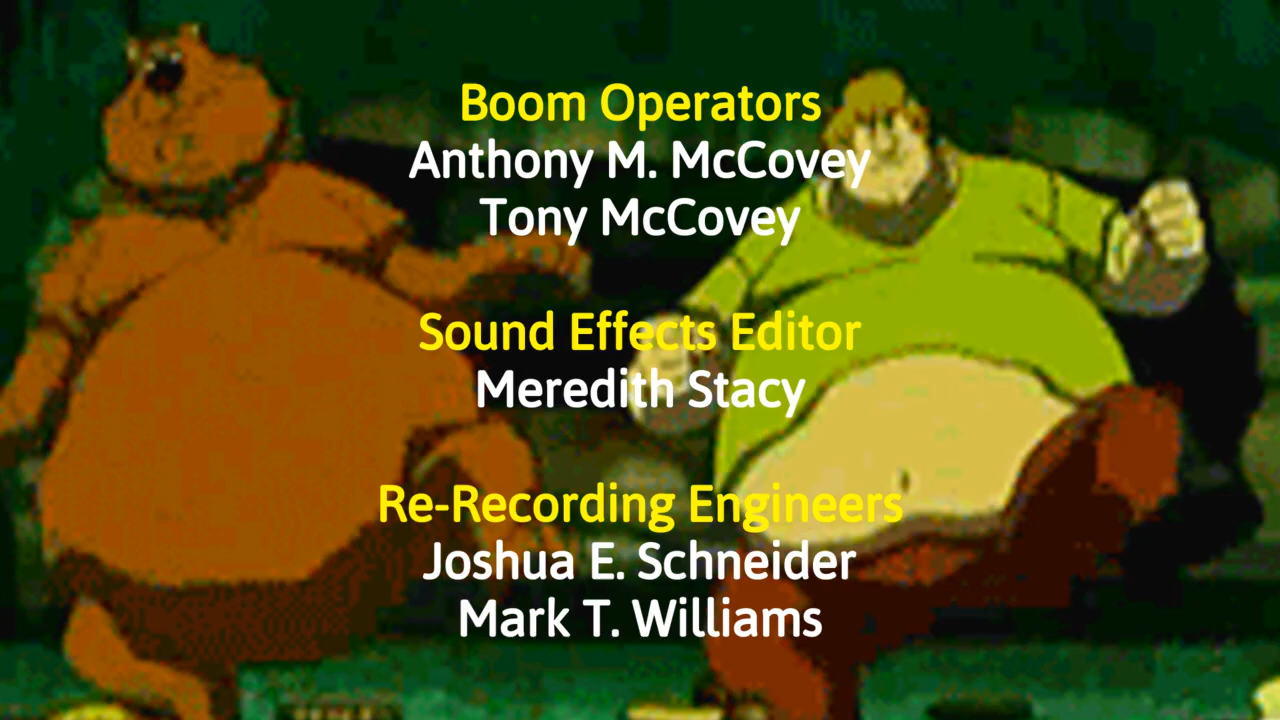 Boom Operators
Anthony M. McCovey
Tony McCovey
Sound Effects Editor
Meredith Stacy
Re-Recording Engineers
Joshua E. Schneider
Mark T. Williams